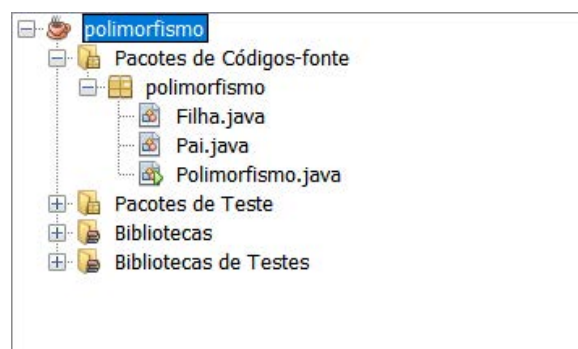 polimorfismo
Pacotes de Códigos-fonte
polimorfismo
Filha.java
Pai.java
Polimorfismo.java
Pacotes de Teste
Bibliotecas
Bibliotecas de Testes